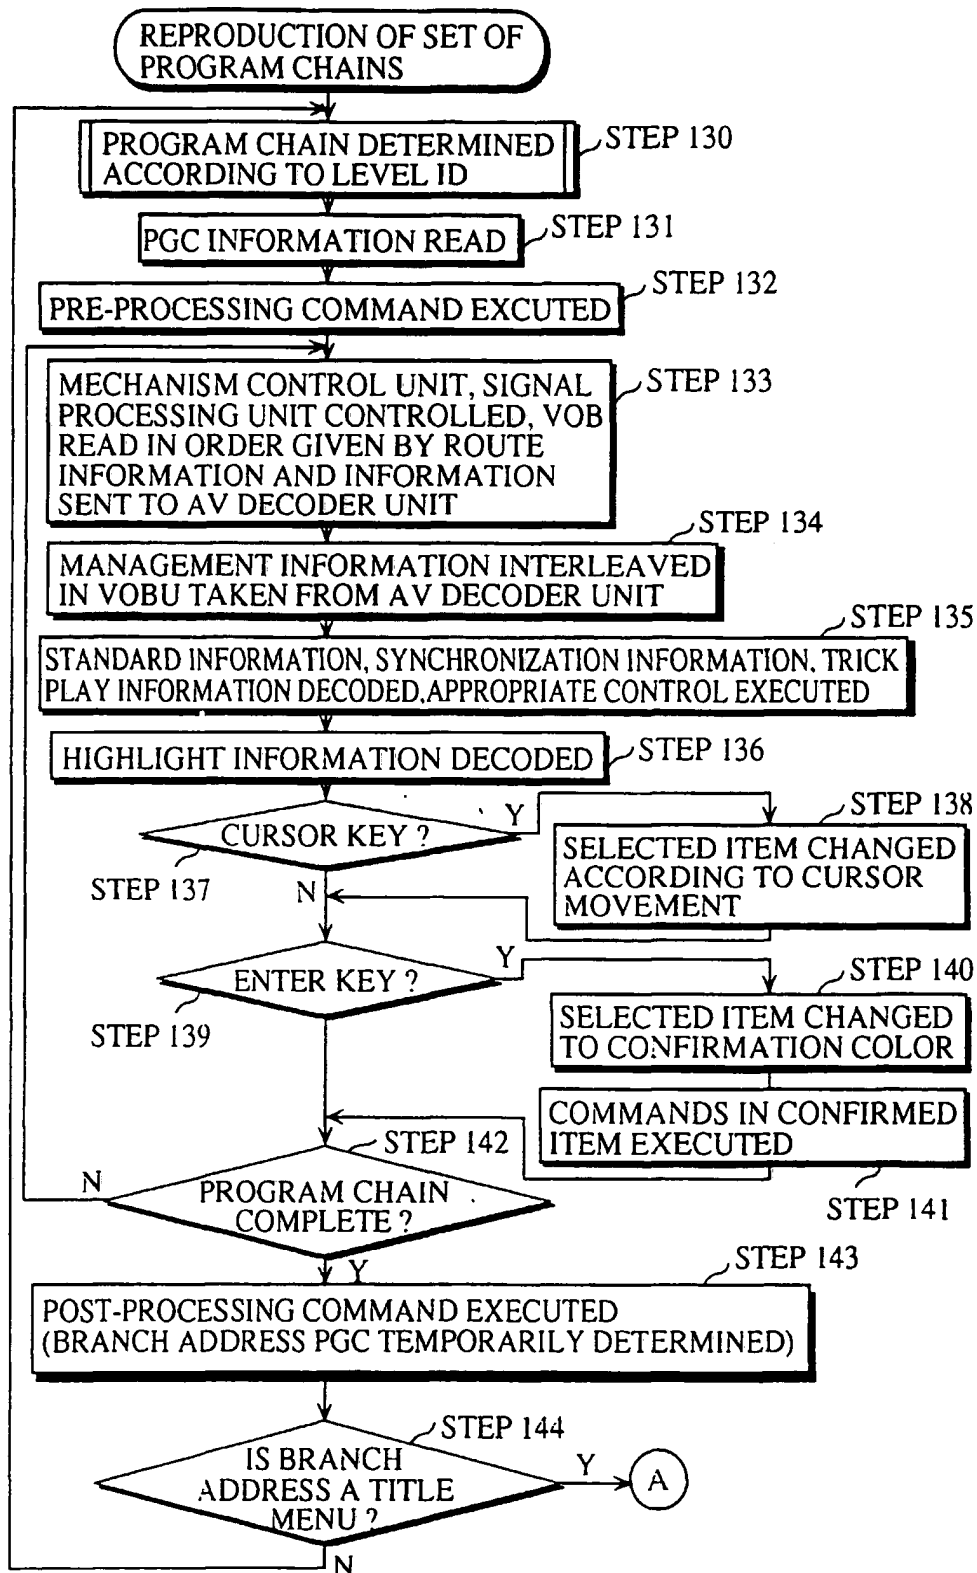 REPRODUCTION OF SET OF
PROGRAM CHAINS
PROGRAM CHAIN DETERMINED
ACCORDING TO LEVEL ID
STEP 130
PGC INFORMATION READ
STEP 131
PRE-PROCESSING COMMAND EXCUTED
STEP 132
MECHANISM CONTROL UNIT, SIGNAL
PROCESSING UNIT CONTROLLED, VOB
READ IN ORDER GIVEN BY ROUTE
INFORMATION AND INFORMATION
SENT TO AV DECODER UNIT
STEP 133
STEP 134
MANAGEMENT INFORMATION INTERLEAVED
IN VOBU TAKEN FROM AV DECODER UNIT
STEP 135
STANDARD INFORMATION, SYNCHRONIZATION INFORMATION, TRICK
PLAY INFORMATION DECODED, APPROPRIATE CONTROL EXECUTED
HIGHLIGHT INFORMATION DECODED
STEP 136
CURSOR KEY ?
Y
STEP 137
N
STEP 138
SELECTED ITEM CHANGED
ACCORDING TO CURSOR
MOVEMENT
ENTER KEY ?
Y
STEP 139
STEP 140
SELECTED ITEM CHANGED
TO CONFIRMATION COLOR
COMMANDS IN CONFIRMED
ITEM EXECUTED
STEP 141
STEP 142
N
PROGRAM CHAIN
COMPLETE ?
Y
STEP 143
POST-PROCESSING COMMAND EXECUTED
(BRANCH ADDRESS PGC TEMPORARILY DETERMINED)
STEP 144
IS BRANCH
ADDRESS A TITLE
MENU ?
Y
A
N